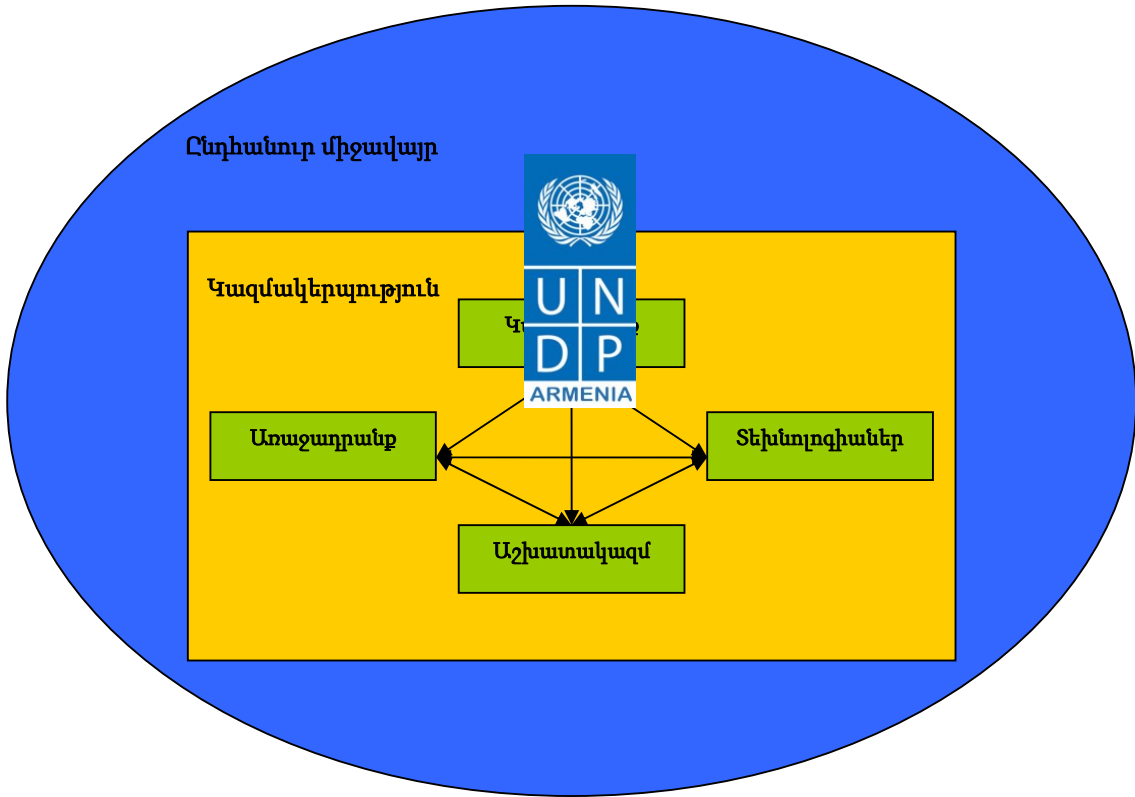 Ընդհանուր միջավայր
U N
D P
ARMENIA
Կազմակերպություն
Առաջադրանք
Տեխնոլոգիաներ
Աշխատակազմ